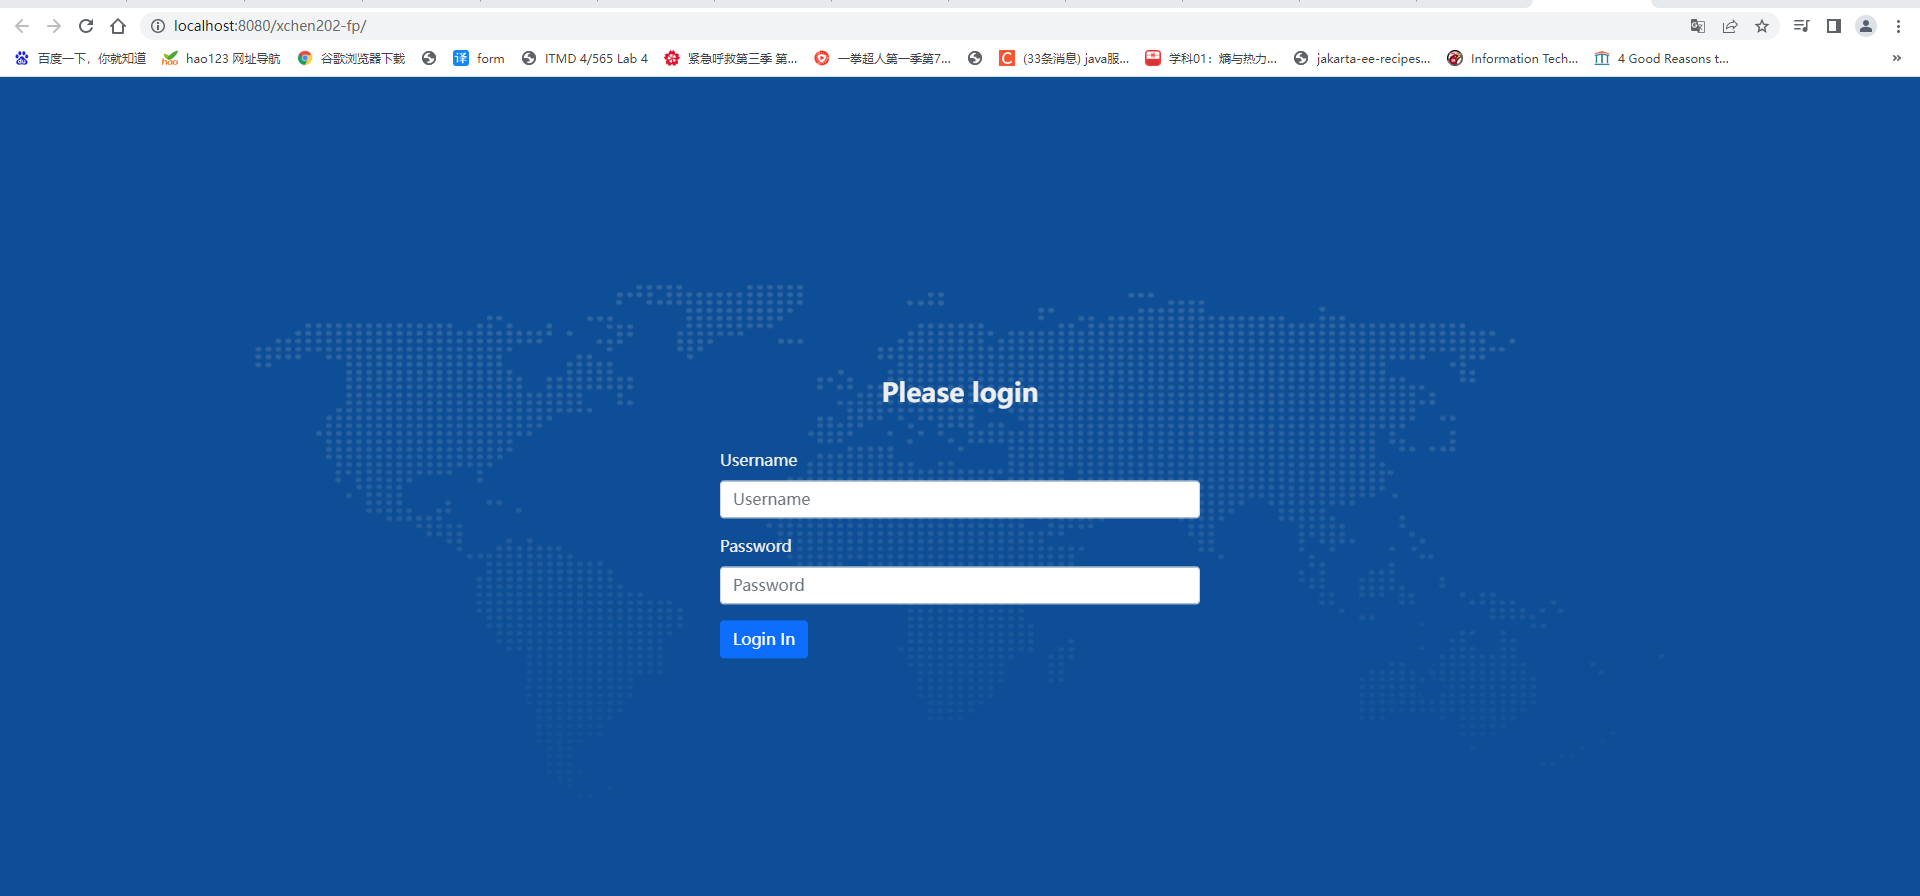 localhost:8080/xchen202-fp/
百度一下，你就知道 hao123 网址导航 谷歌浏览器下载 译 form ITMD 4/565 Lab 4 紧急呼救第三季 第... 一拳超人第一季第7... C (33条消息) java服... 学科01：熵与热力... jakarta-ee-recipes... Information Tech... 4 Good Reasons t... »
Please login
Username
Username
Password
Password
Login In